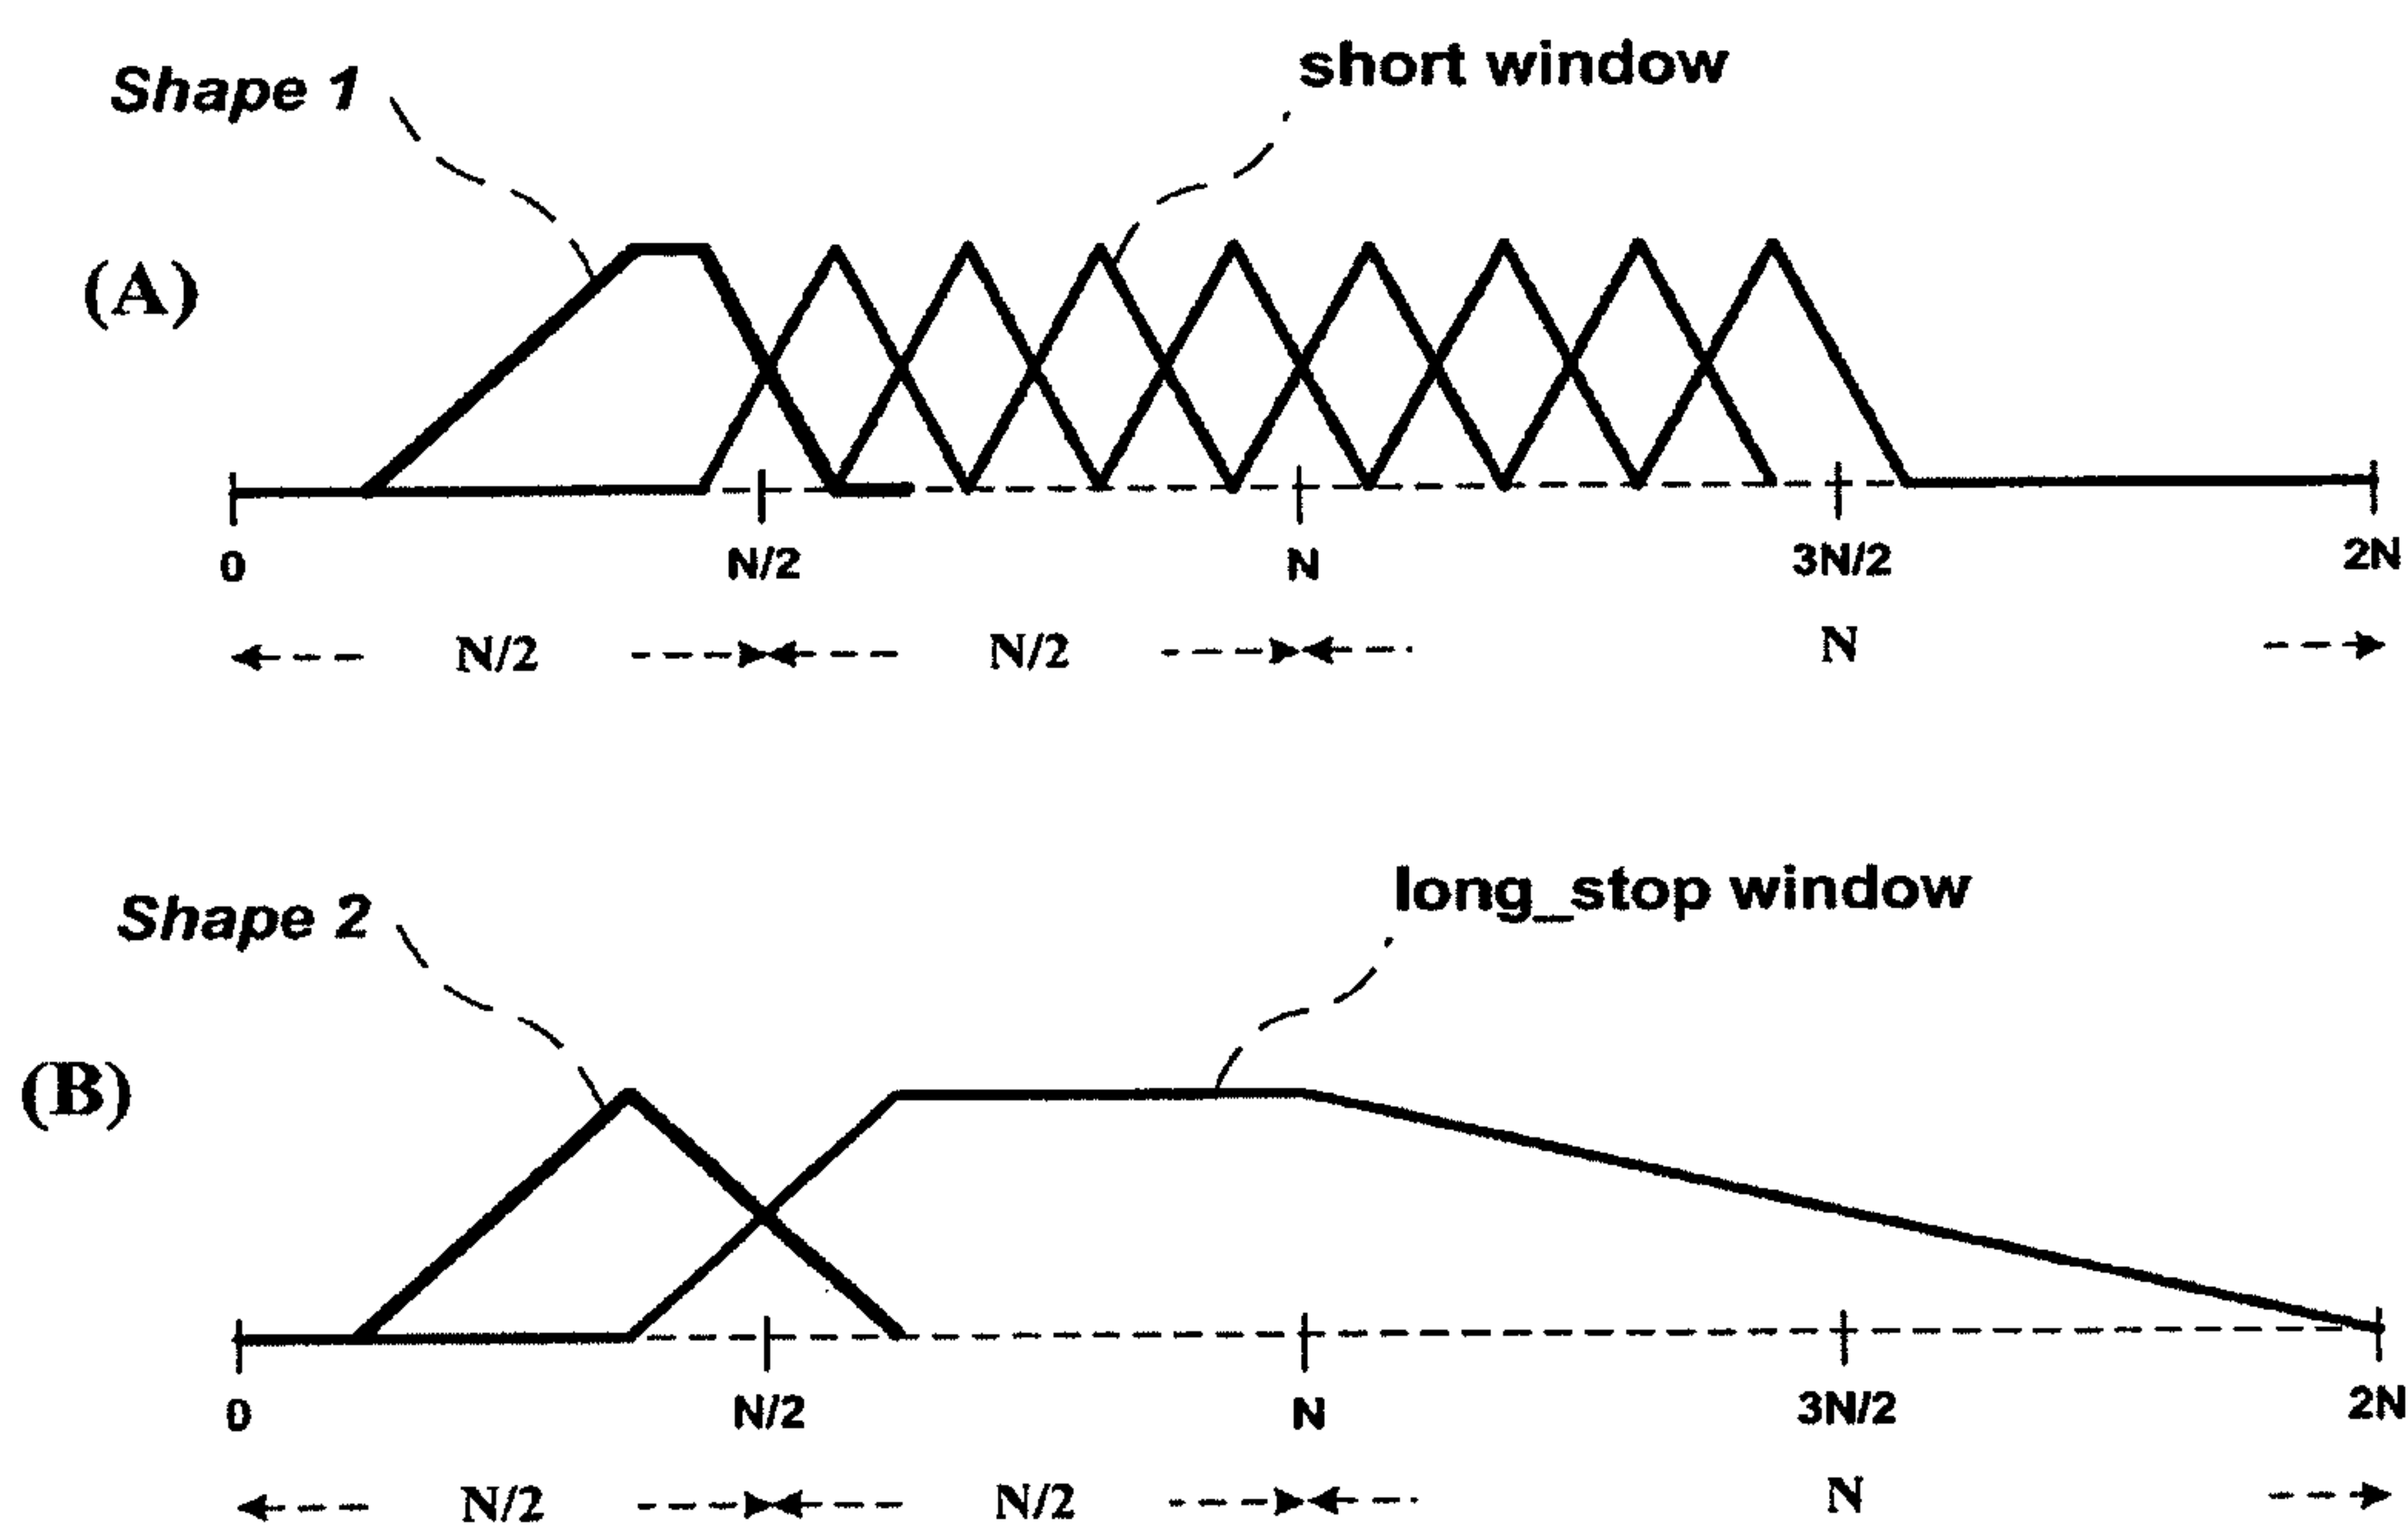 Shape 1
short window
(A)
0 N/2 N 3N/2 2N
N/2 N/2 N
Shape 2
long_stop window
(B)
0 N/2 N 3N/2 2N
N/2 N/2 N